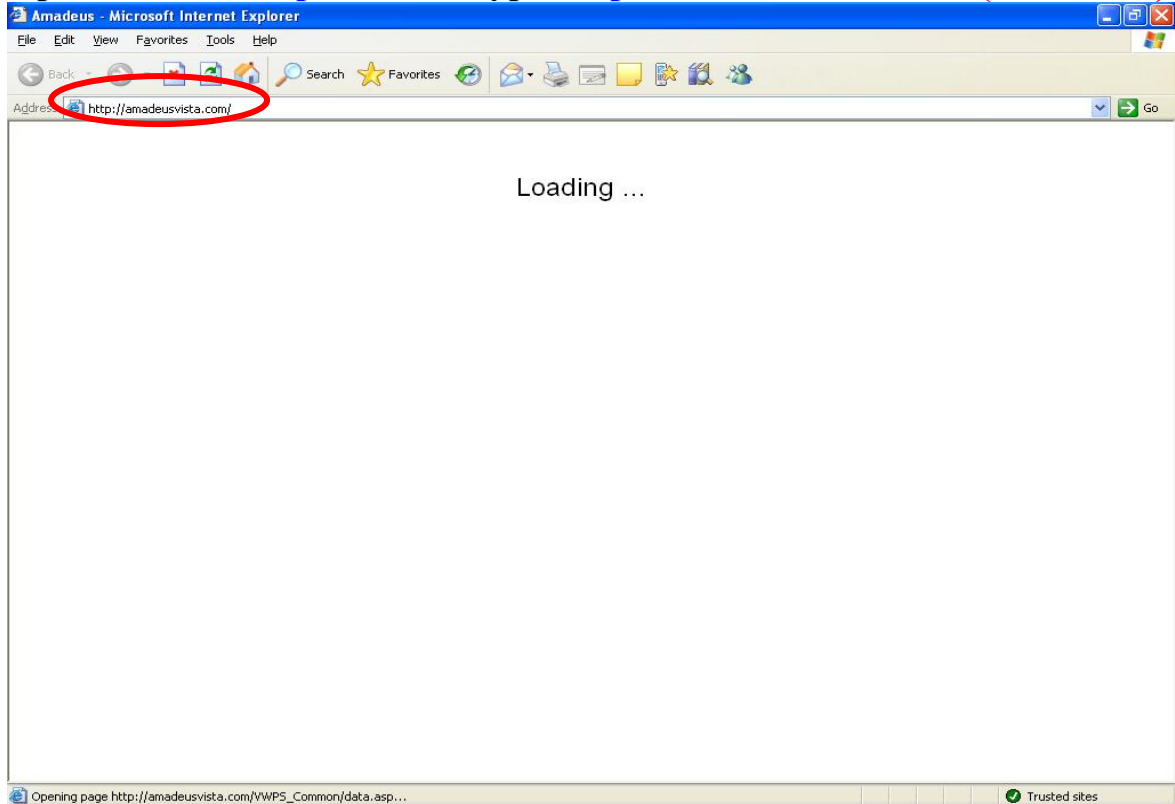 Amadeus - Microsoft Internet Explorer
File Edit View Favorites Tools Help
Back Search Favorites
Address http://amadeusvista.com/ Go
Loading ...
Opening page http://amadeusvista.com/VWPS_Common/data.asp... Trusted sites